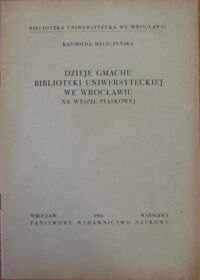 BIBLIOTEKA UNIWERSYTECKA WE WROCŁAWIU
KAZIMIERA MALECZYŃSKA
DZIEJE GMACHU
BIBLIOTEKI UNIWERSYTECKIEJ
WE WROCŁAWIU
NA WYSPIE PIASKOWEJ
WROCŁAW 1960 WARSZAWA
PAŃSTWOWE WYDAWNICTWO NAUKOWE